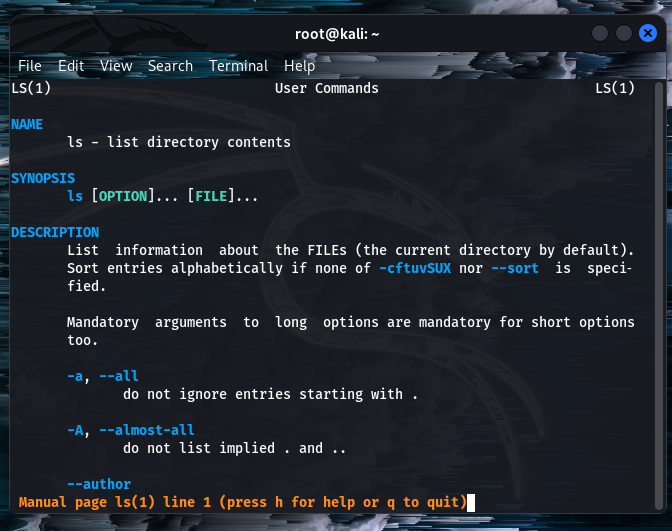 root@kali: ~
File Edit View Search Terminal Help
LS(1) User Commands LS(1)
NAME
ls - list directory contents
SYNOPSIS
ls [OPTION]... [FILE]...
DESCRIPTION
List information about the FILEs (the current directory by default).
Sort entries alphabetically if none of -cftuvSUX nor --sort is speci-
fied.
Mandatory arguments to long options are mandatory for short options
too.
-a, --all
do not ignore entries starting with .
-A, --almost-all
do not list implied . and ..
--author
Manual page ls(1) line 1 (press h for help or q to quit)